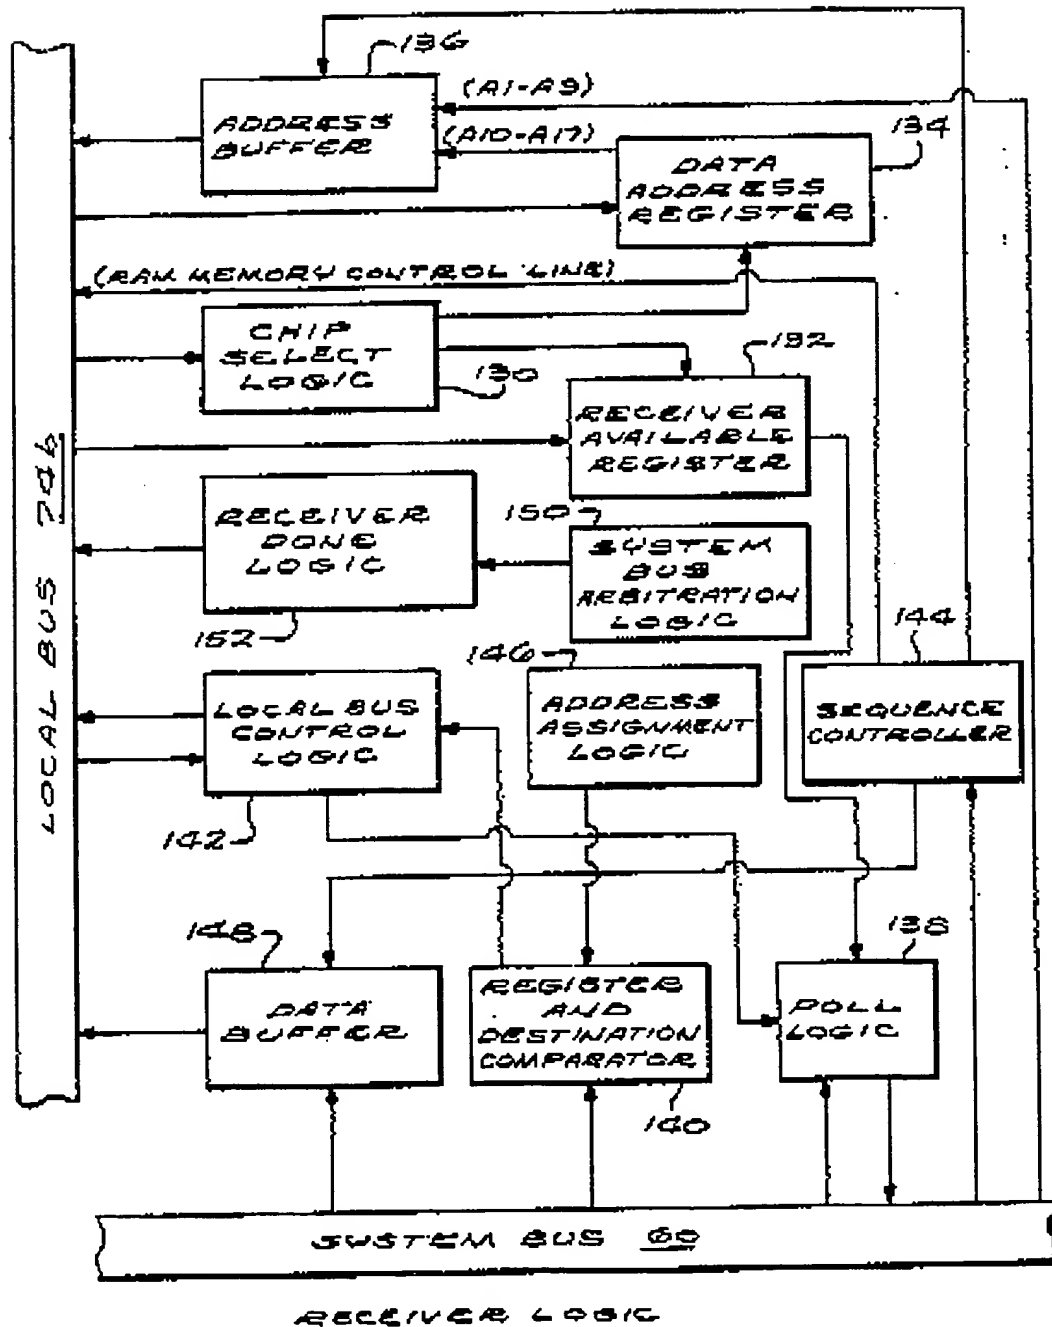 136
(A1-A9)
ADDRESS
BUFFER
(A10-A17)
134
DATA
ADDRESS
REGISTER
(RAM MEMORY CONTROL LINE)
CHIP
SELECT
LOGIC
130
132
RECEIVER
AVAILABLE
REGISTER
LOCAL BUS 74b
RECEIVER
DONE
LOGIC
152
150
SYSTEM
BUS
ARBITRATION
LOGIC
146
144
LOCAL BUS
CONTROL
LOGIC
142
ADDRESS
ASSIGNMENT
LOGIC
SEQUENCE
CONTROLLER
148
DATA
BUFFER
REGISTER
AND
DESTINATION
COMPARATOR
140
138
POLL
LOGIC
SYSTEM BUS 60
RECEIVER LOGIC